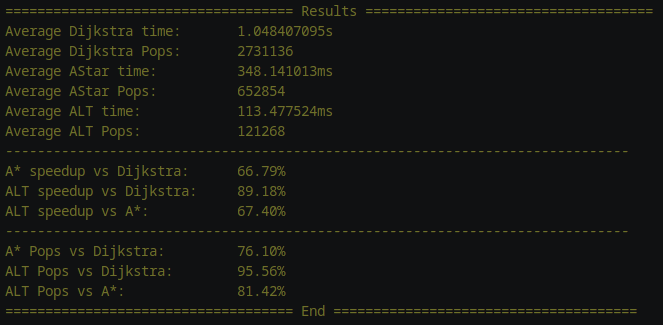 ==================================== Results ====================================
Average Dijkstra time: 1.048407095s
Average Dijkstra Pops: 2731136
Average AStar time: 348.141013ms
Average AStar Pops: 652854
Average ALT time: 113.477524ms
Average ALT Pops: 121268
------------------------------------------------------------------------------
A* speedup vs Dijkstra: 66.79%
ALT speedup vs Dijkstra: 89.18%
ALT speedup vs A*: 67.40%
------------------------------------------------------------------------------
A* Pops vs Dijkstra: 76.10%
ALT Pops vs Dijkstra: 95.56%
ALT Pops vs A*: 81.42%
==================================== End ======================================